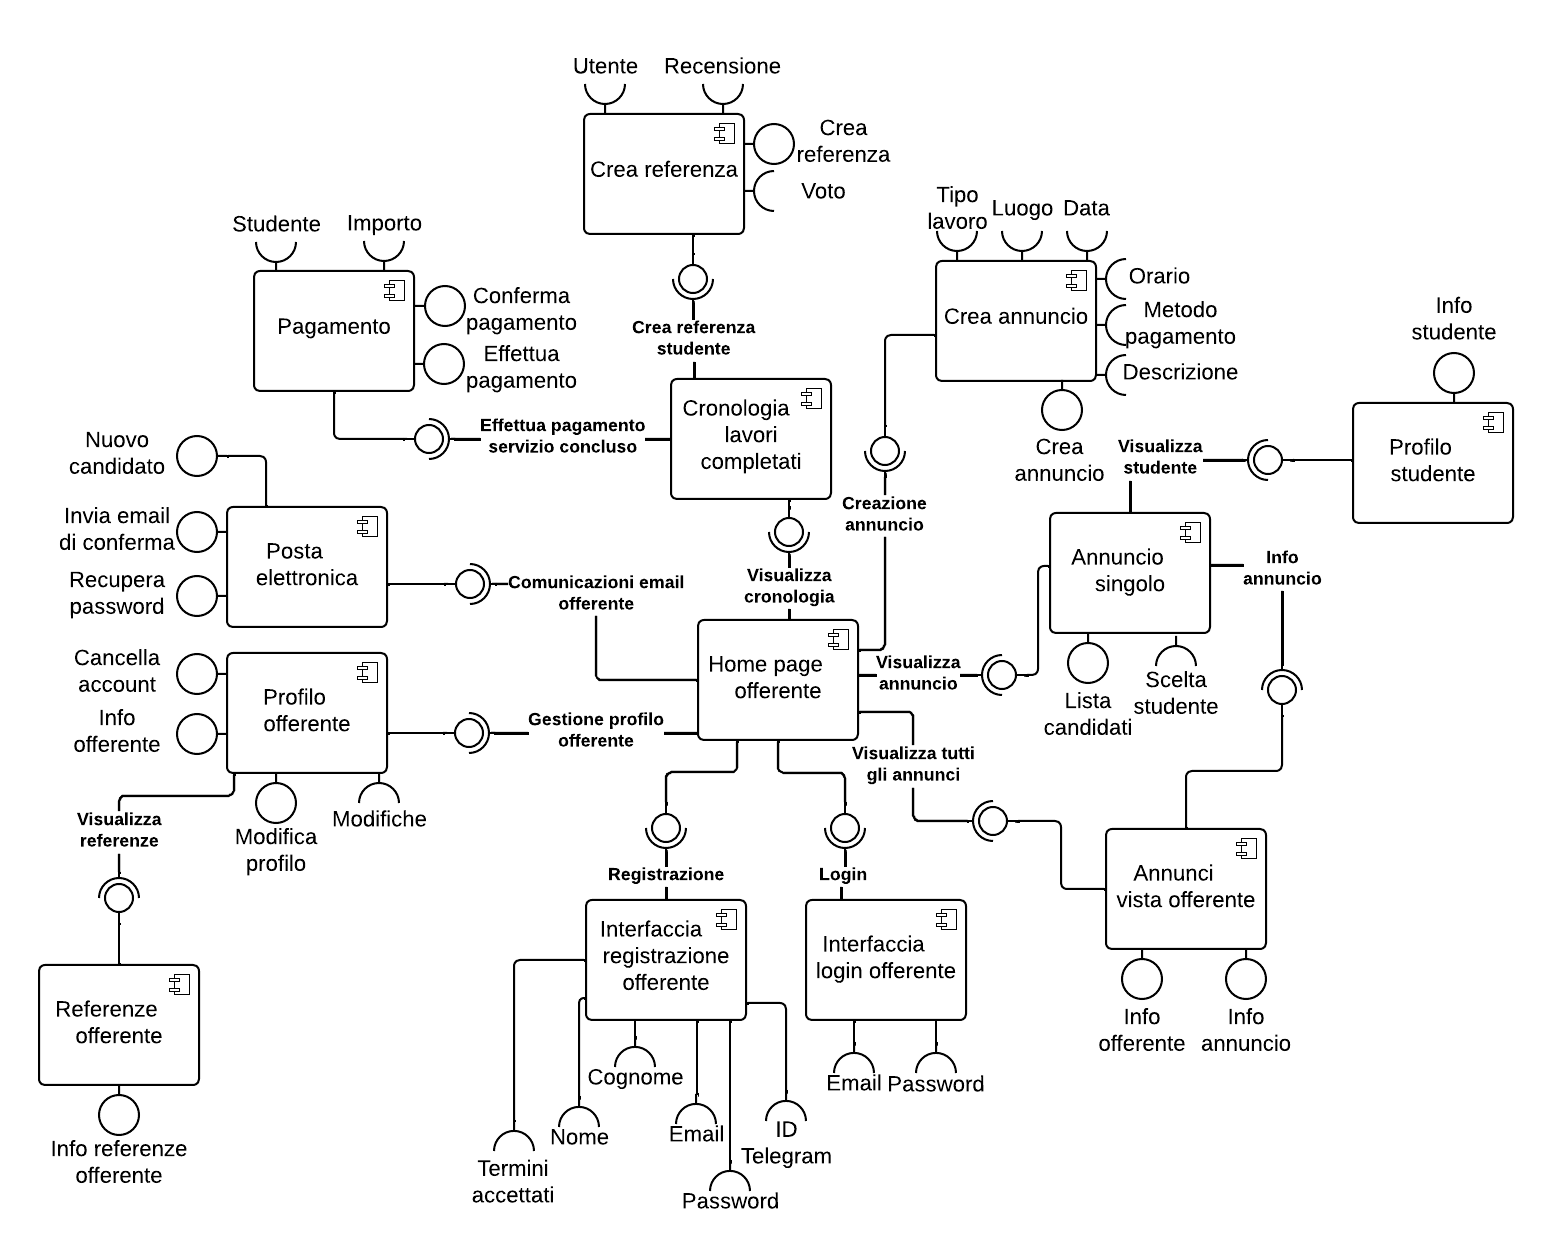 Utente
Recensione
Crea referenza
Crea
referenza
Voto
Studente
Importo
Pagamento
Conferma
pagamento
Effettua
pagamento
Crea referenza
studente
Effettua pagamento
servizio concluso
Cronologia
lavori
completati
Tipo
lavoro
Luogo
Data
Crea annuncio
Orario
Metodo
pagamento
Descrizione
Crea
annuncio
Creazione
annuncio
Info
studente
Profilo
studente
Visualizza
studente
Annuncio
singolo
Info
annuncio
Lista
candidati
Scelta
studente
Nuovo
candidato
Invia email
di conferma
Recupera
password
Posta
elettronica
Comunicazioni email
offerente
Visualizza
cronologia
Home page
offerente
Visualizza
annuncio
Cancella
account
Info
offerente
Profilo
offerente
Gestione profilo
offerente
Visualizza tutti
gli annunci
Visualizza
referenze
Modifica
profilo
Modifiche
Registrazione
Login
Annunci
vista offerente
Info
offerente
Info
annuncio
Interfaccia
registrazione
offerente
Interfaccia
login offerente
Referenze
offerente
Info referenze
offerente
Cognome
Email
Password
Nome
Email
ID
Telegram
Termini
accettati
Password